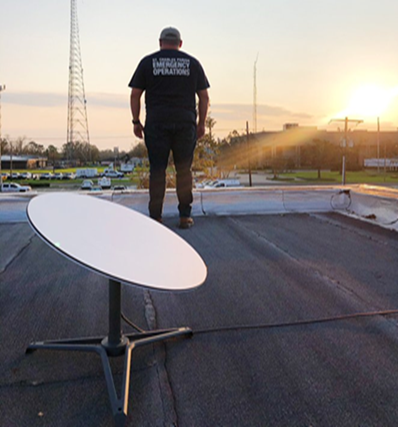 ST. CHARLES PARISH
EMERGENCY
OPERATIONS